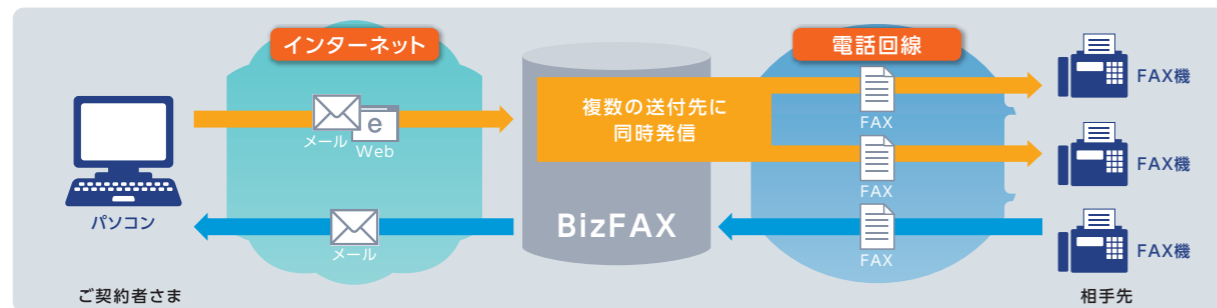 インターネット
電話回線
FAX機
複数の送付先に
同時発信
FAX
メール
e
Web
FAX機
FAX
パソコン
BizFAX
メール
FAX
FAX機
ご契約者さま
相手先